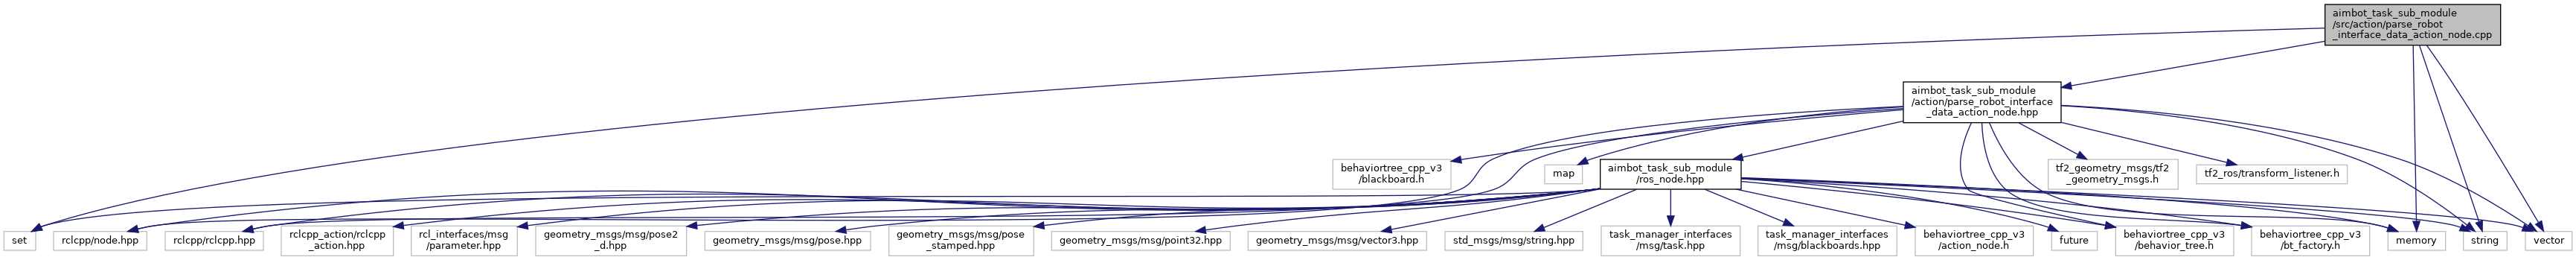 aimbot_task_sub_module
/src/action/parse_robot
_interface_data_action_node.cpp
aimbot_task_sub_module
/action/parse_robot_interface
_data_action_node.hpp
behaviortree_cpp_v3
/blackboard.h
map
aimbot_task_sub_module
/ros_node.hpp
tf2_geometry_msgs/tf2
_geometry_msgs.h
tf2_ros/transform_listener.h
set
rclcpp/node.hpp
rclcpp/rclcpp.hpp
rclcpp_action/rclcpp
_action.hpp
rcl_interfaces/msg
/parameter.hpp
geometry_msgs/msg/pose2
_d.hpp
geometry_msgs/msg/pose.hpp
geometry_msgs/msg/pose
_stamped.hpp
geometry_msgs/msg/point32.hpp
geometry_msgs/msg/vector3.hpp
std_msgs/msg/string.hpp
task_manager_interfaces
/msg/task.hpp
task_manager_interfaces
/msg/blackboards.hpp
behaviortree_cpp_v3
/action_node.h
future
behaviortree_cpp_v3
/behavior_tree.h
behaviortree_cpp_v3
/bt_factory.h
memory
string
vector